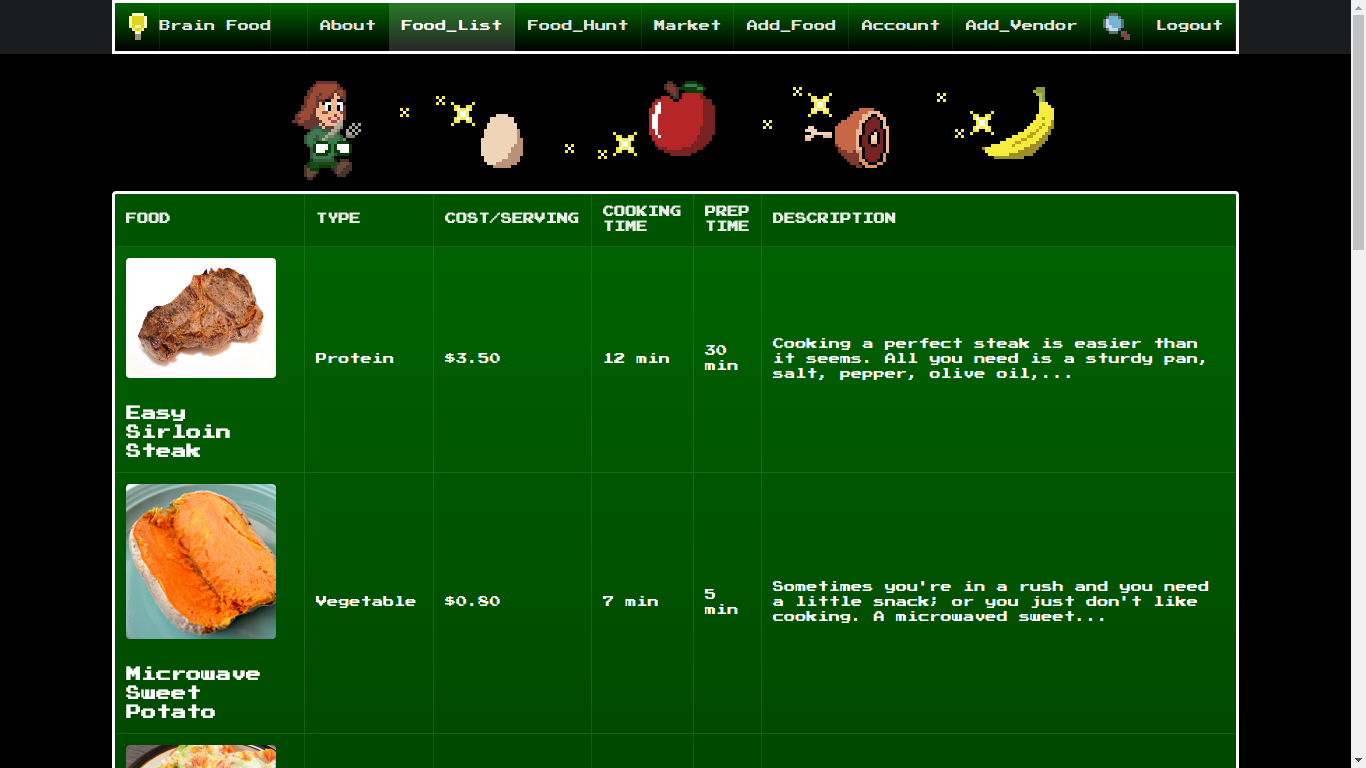 Brain Food About Food_List Food_Hunt Market Add_Food Account Add_Vendor Logout
FOOD TYPE COST/SERVING COOKING TIME PREP TIME DESCRIPTION
Easy
Sirloin
Steak
Protein
$3.50
12 min
30
min
Cooking a perfect steak is easier than
it seems. All you need is a sturdy pan,
salt, pepper, olive oil,...
Microwave
Sweet
Potato
Vegetable
$0.80
7 min
5
min
Sometimes you're in a rush and you need
a little snack; or you just don't like
cooking. A microwaved sweet...